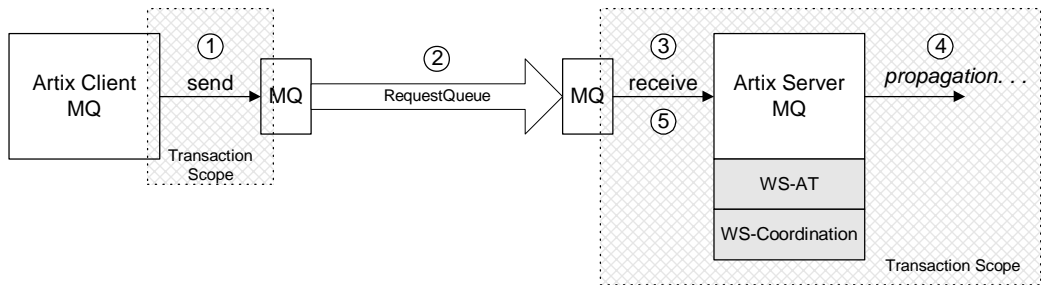 Artix Client
MQ
①
send
Transaction
Scope
MQ
②
RequestQueue
MQ
③
receive
⑤
Artix Server
MQ
WS-AT
WS-Coordination
④
propagation. . .
Transaction Scope